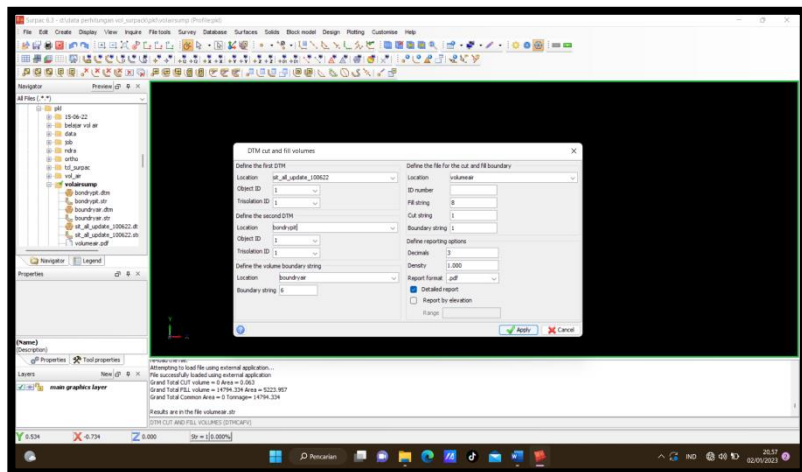 Surpac 6.3 - d:\data perhitungan vol_surpack\pkl\volairsump (Profile:pkl)
File Edit Create Display View Inquire File tools Survey Database Surfaces Solids Block model Design Plotting Customise Help
Navigator Preview
All Files (*.*)
pkl
15-06-22
belajar vol air
data
job
ndra
ortho
tcl_surpac
vol_air
volairsump
bondrypit.dtm
bondrypit.str
boundryair.dtm
boundryair.str
sit_all_update_100622.dt
sit_all_update_100622.st
volumeair.pdf
Navigator Legend
Properties
(Name)
(Description)
Properties Tool properties
Layers New
main graphics layer
DTM cut and fill volumes
Define the first DTM
Location sit_all_update_100622
Object ID 1
Trisolation ID 1
Define the second DTM
Location bondrypit
Object ID 1
Trisolation ID 1
Define the volume boundary string
Location boundryair
Boundary string 6
Define the file for the cut and fill boundary
Location volumeair
ID number
Fill string 8
Cut string 1
Boundary string 1
Define reporting options
Decimals 3
Density 1.000
Report format .pdf
Detailed report
Report by elevation
Range
Apply Cancel
Attempting to load file using external application...
File successfully loaded using external application
Grand Total CUT volume = 0 Area = 0.063
Grand Total FILL volume = 14794.334 Area = 5223.957
Grand Total Common Area = 0 Tonnage= 14794.334
Results are in the file volumeair.str
DTM CUT AND FILL VOLUMES (DTMCAFV)
Y 0.534 X -0.734 Z 0.000 Str = 1 0.000%
Pencarian
IND
20.57
02/01/2023